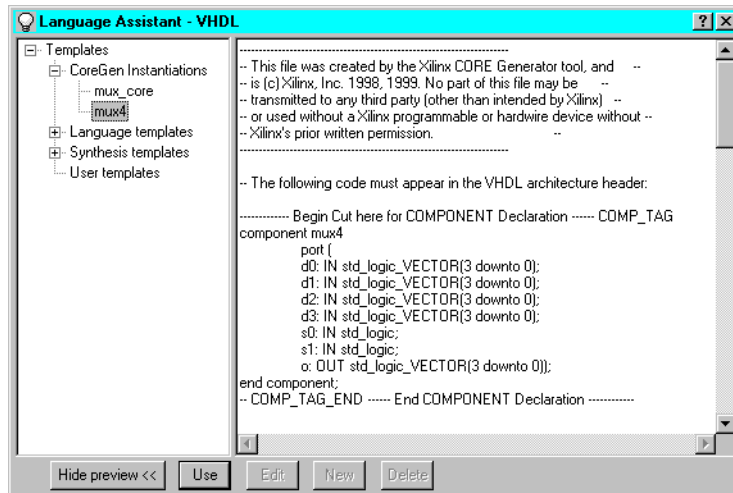 Language Assistant - VHDL
Templates
CoreGen Instantiations
mux_core
mux4
Language templates
Synthesis templates
User templates
----------------------------------------------------------------------
-- This file was created by the Xilinx CORE Generator tool, and --
-- is (c) Xilinx, Inc. 1998, 1999. No part of this file may be --
-- transmitted to any third party (other than intended by Xilinx) --
-- or used without a Xilinx programmable or hardwire device without --
-- Xilinx's prior written permission. --
----------------------------------------------------------------------
-- The following code must appear in the VHDL architecture header:
------------- Begin Cut here for COMPONENT Declaration ------ COMP_TAG
component mux4
port (
d0: IN std_logic_VECTOR(3 downto 0);
d1: IN std_logic_VECTOR(3 downto 0);
d2: IN std_logic_VECTOR(3 downto 0);
d3: IN std_logic_VECTOR(3 downto 0);
s0: IN std_logic;
s1: IN std_logic;
o: OUT std_logic_VECTOR(3 downto 0));
end component;
-- COMP_TAG_END ------ End COMPONENT Declaration ------------
Hide preview <<
Use
Edit
New
Delete